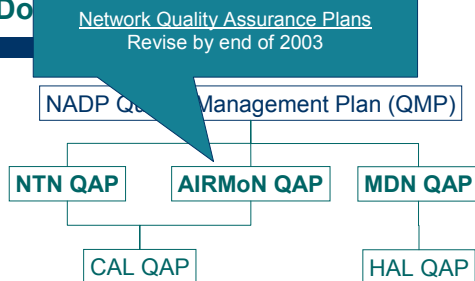 Do
Network Quality Assurance Plans
Revise by end of 2003
NADP Management Plan (QMP)
NTN QAP
AIRMoN QAP
MDN QAP
CAL QAP
HAL QAP